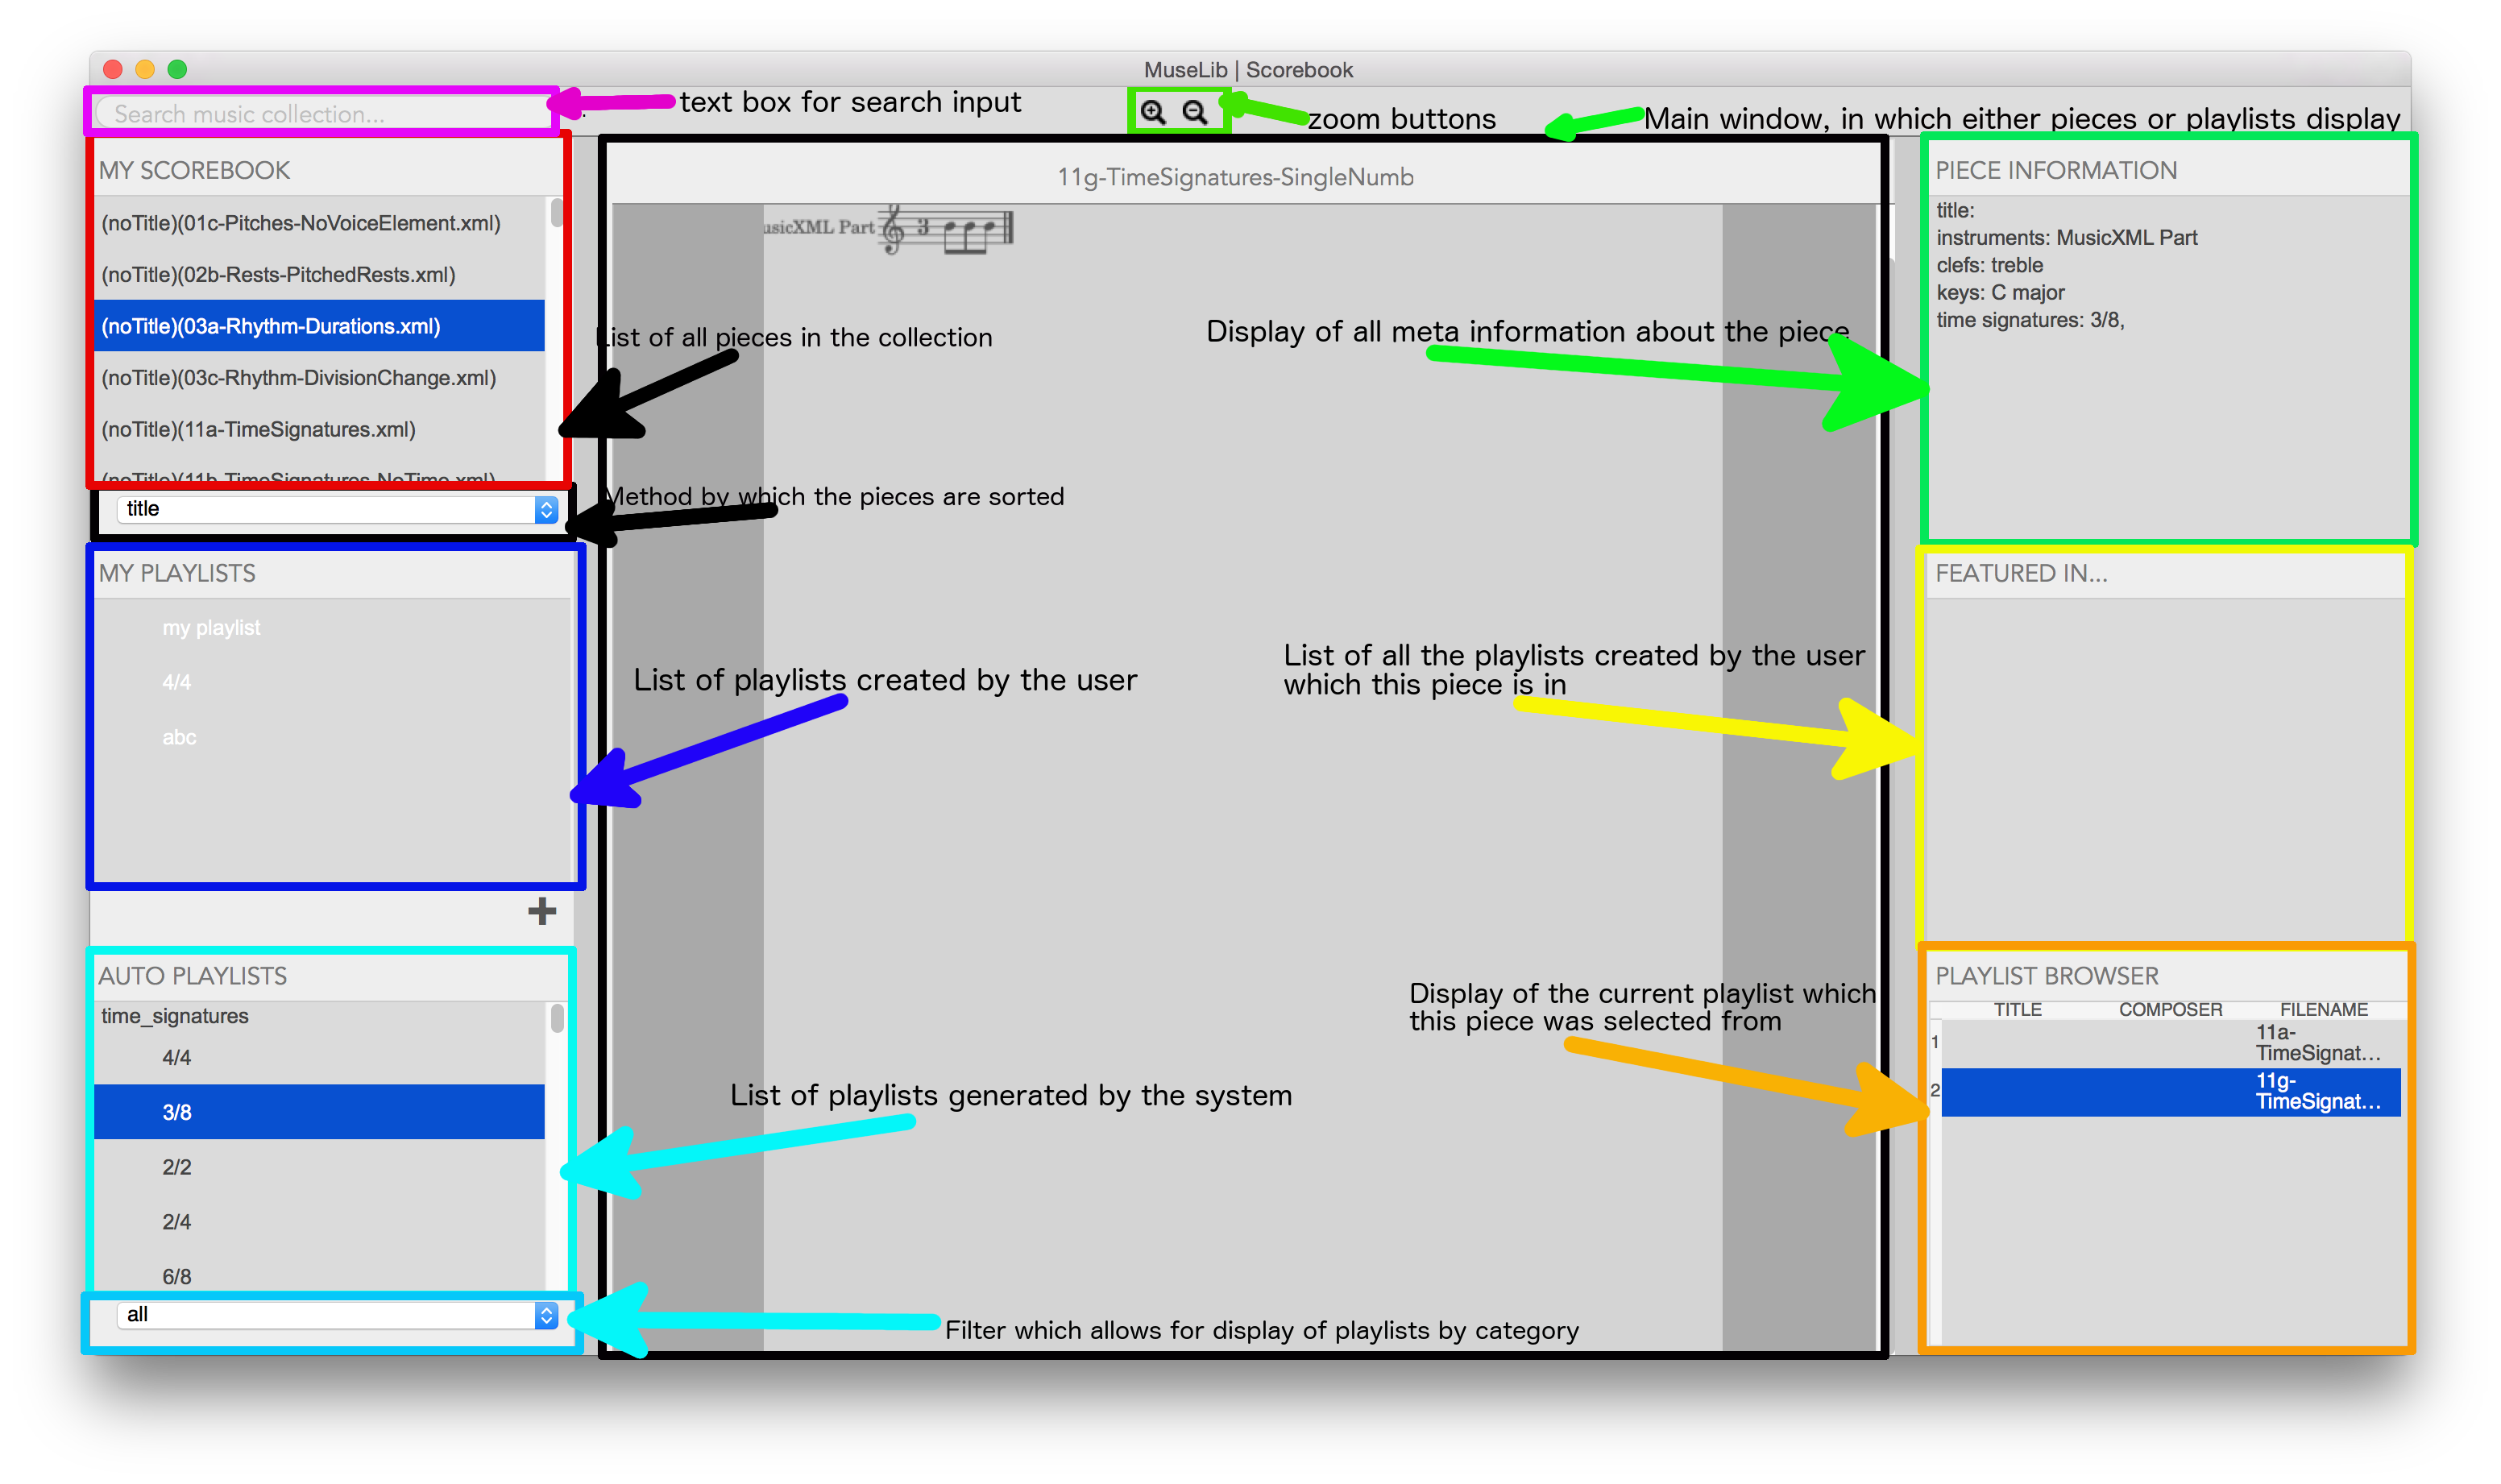 MuseLib | Scorebook
Search music collection...
text box for search input
zoom buttons
Main window, in which either pieces or playlists display
MY SCOREBOOK
(noTitle)(01c-Pitches-NoVoiceElement.xml)
(noTitle)(02b-Rests-PitchedRests.xml)
(noTitle)(03a-Rhythm-Durations.xml)
(noTitle)(03c-Rhythm-DivisionChange.xml)
(noTitle)(11a-TimeSignatures.xml)
(noTitle)(11b-TimeSignatures-NoTime.xml)
title
MY PLAYLISTS
my playlist
4/4
abc
AUTO PLAYLISTS
time_signatures
4/4
3/8
2/2
2/4
6/8
all
11g-TimeSignatures-SingleNumb
usicXML Part
3
List of all pieces in the collection
Display of all meta information about the piece
Method by which the pieces are sorted
List of playlists created by the user
List of all the playlists created by the user
which this piece is in
Display of the current playlist which
this piece was selected from
List of playlists generated by the system
Filter which allows for display of playlists by category
PIECE INFORMATION
title:
instruments: MusicXML Part
clefs: treble
keys: C major
time signatures: 3/8,
FEATURED IN...
PLAYLIST BROWSER
TITLE COMPOSER FILENAME
1 11a-
TimeSignat...
2 11g-
TimeSignat...